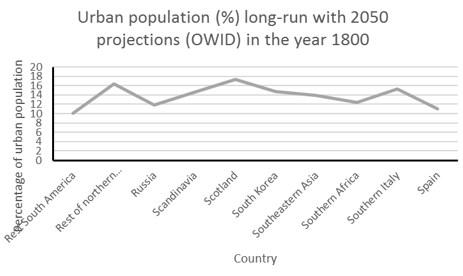 Urban population (%) long-run with 2050
projections (OWID) in the year 1800
Percentage of urban population
20
18
16
14
12
10
8
6
4
2
0
Rest South America
Rest of northern...
Russia
Scandinavia
Scotland
South Korea
Southeastern Asia
Southern Africa
Southern Italy
Spain
Country